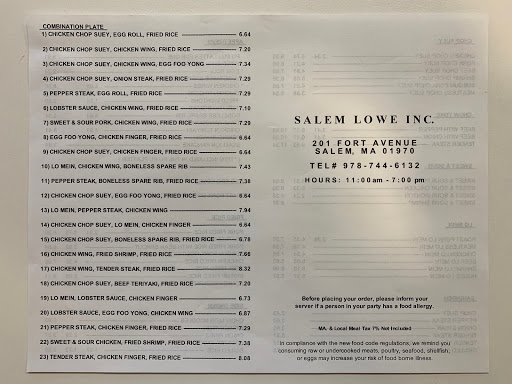 COMBINATION PLATE
1) CHICKEN CHOP SUEY, EGG ROLL, FRIED RICE 6.64
2) CHICKEN CHOP SUEY, CHICKEN WING, FRIED RICE 7.20
3) CHICKEN CHOP SUEY, CHICKEN WING, EGG FOO YONG 7.34
4) CHICKEN CHOP SUEY, ONION STEAK, FRIED RICE 7.29
5) PEPPER STEAK, EGG ROLL, FRIED RICE 7.29
6) LOBSTER SAUCE, CHICKEN WING, FRIED RICE 7.10
7) SWEET & SOUR PORK, CHICKEN WING, FRIED RICE 7.29
8) EGG FOO YONG, CHICKEN FINGER, FRIED RICE 6.64
9) CHICKEN CHOP SUEY, CHICKEN FINGER, FRIED RICE 6.64
10) LO MEIN, CHICKEN WING, BONELESS SPARE RIB 7.43
11) PEPPER STEAK, BONELESS SPARE RIB, FRIED RICE 7.38
12) CHICKEN CHOP SUEY, EGG FOO YONG, FRIED RICE 6.64
13) LO MEIN, PEPPER STEAK, CHICKEN WING 7.94
14) CHICKEN CHOP SUEY, LO MEIN, CHICKEN FINGER 6.64
15) CHICKEN CHOP SUEY, BONELESS SPARE RIB, FRIED RICE 6.78
16) CHICKEN WING, FRIED SHRIMP, FRIED RICE 7.66
17) CHICKEN WING, TENDER STEAK, FRIED RICE 8.32
18) CHICKEN CHOP SUEY, BEEF TERIYAKI, FRIED RICE 7.20
19) LO MEIN, LOBSTER SAUCE, CHICKEN FINGER 6.73
20) LOBSTER SAUCE, EGG FOO YONG, CHICKEN WING 6.87
21) PEPPER STEAK, CHICKEN FINGER, FRIED RICE 7.29
22) SWEET & SOUR CHICKEN, FRIED SHRIMP, FRIED RICE 7.38
23) TENDER STEAK, CHICKEN FINGER, FRIED RICE 8.08
SALEM LOWE INC.
201 FORT AVENUE
SALEM, MA 01970
TEL# 978-744-6132
HOURS: 11:00am - 7:00 pm
Before placing your order, please inform your
server if a person in your party has a food allergy.
MA. & Local Meal Tax 7% Not Included
In compliance with the new food code regulations, we remind you
consuming raw or undercooked meats, poultry, seafood, shellfish,
or eggs may increase your risk of food borne illness.